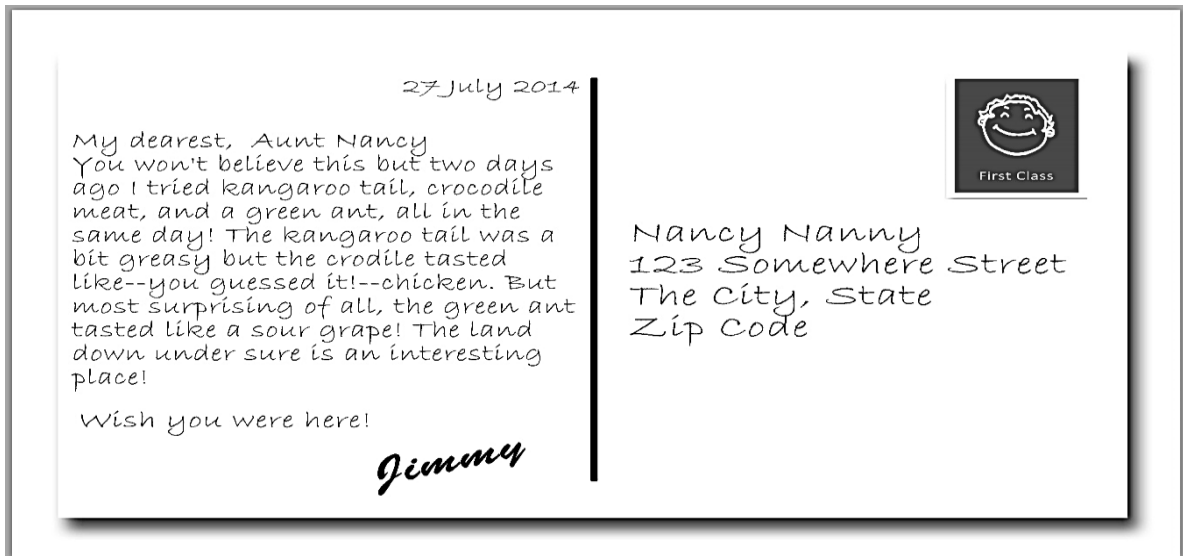 27 July 2014
My dearest, Aunt Nancy
You won't believe this but two days
ago I tried kangaroo tail, crocodile
meat, and a green ant, all in the
same day! The kangaroo tail was a
bit greasy but the crodile tasted
like--you guessed it!--chicken. But
most surprising of all, the green ant
tasted like a sour grape! The land
down under sure is an interesting
place!
Wish you were here!
Jimmy
First Class
Nancy Nanny
123 Somewhere Street
The City, State
Zip Code